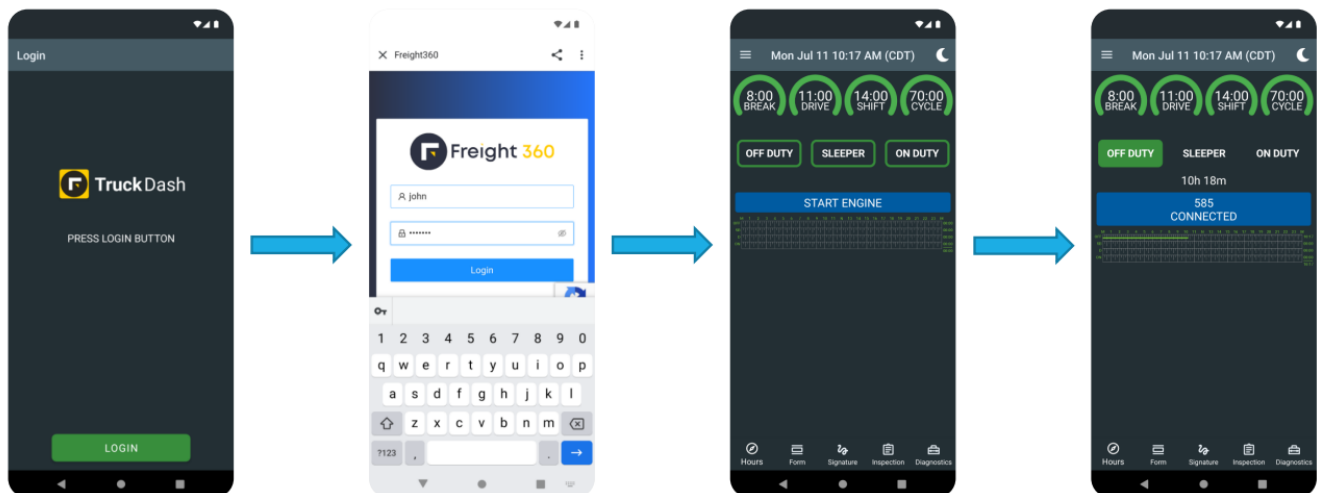 Login
TruckDash
PRESS LOGIN BUTTON
LOGIN
Freight360
Freight 360
john
•••••••
Login
1 2 3 4 5 6 7 8 9 0
q w e r t y u i o p
a s d f g h j k l
z x c v b n m
?123 , .
Mon Jul 11 10:17 AM (CDT)
8:00 11:00 14:00 70:00
BREAK DRIVE SHIFT CYCLE
OFF DUTY SLEEPER ON DUTY
START ENGINE
Hours Form Signature Inspection Diagnostics
Mon Jul 11 10:17 AM (CDT)
8:00 11:00 14:00 70:00
BREAK DRIVE SHIFT CYCLE
OFF DUTY SLEEPER ON DUTY
10h 18m
585
CONNECTED
Hours Form Signature Inspection Diagnostics